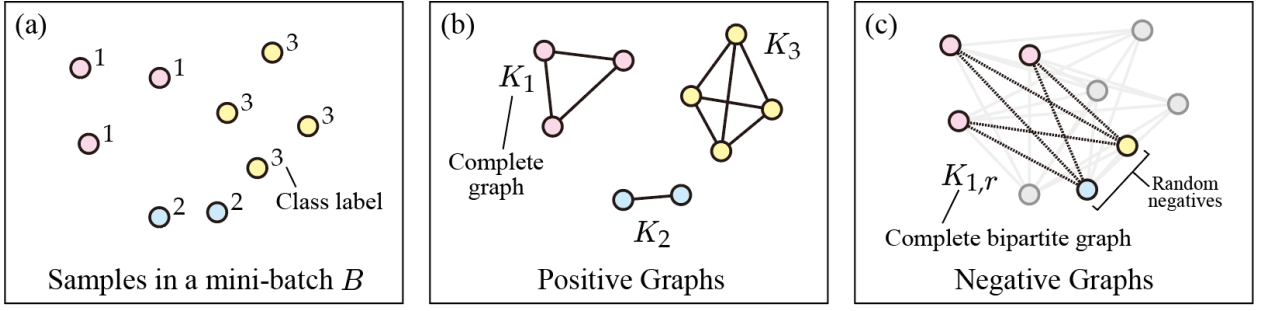 (a)
1
1
3
3
3
1
3
Class label
2
2
Samples in a mini-batch B
(b)
K₁
K₃
Complete
graph
K₂
Positive Graphs
(c)
K₁,ᵣ
Random
negatives
Complete bipartite graph
Negative Graphs